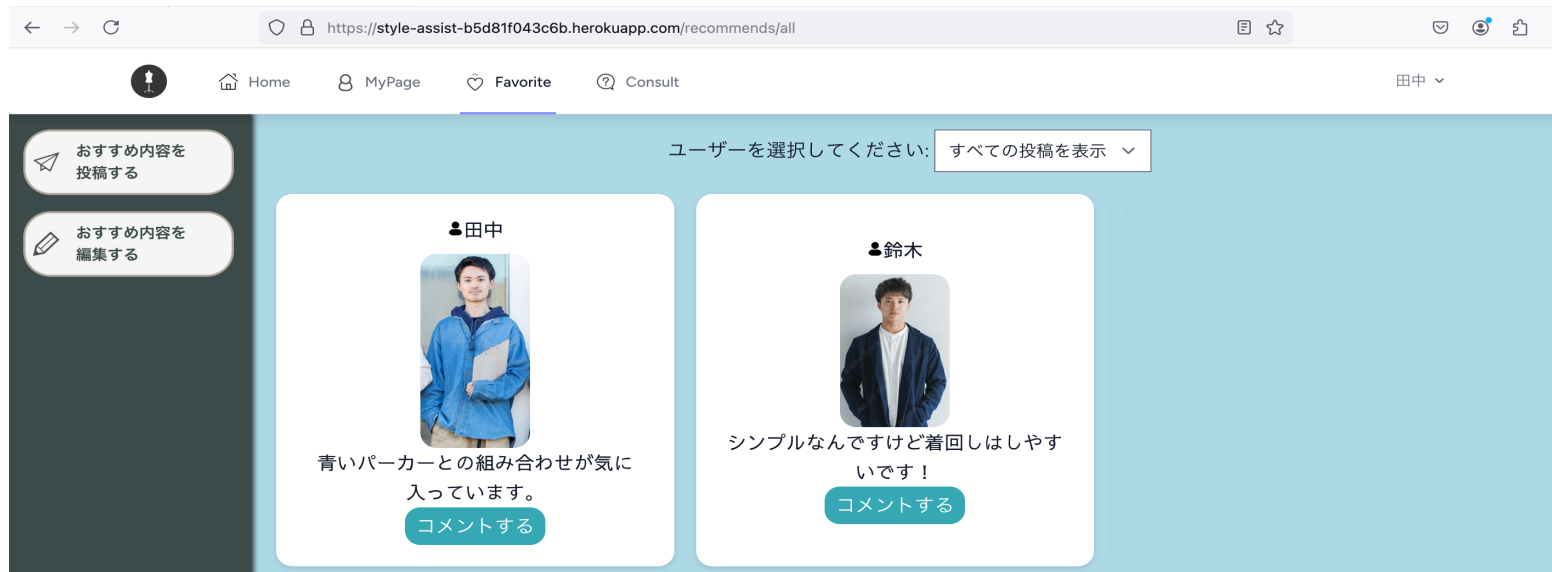 https://style-assist-b5d81f043c6b.herokuapp.com/recommends/all
Home
MyPage
Favorite
Consult
田中
おすすめ内容を
投稿する
おすすめ内容を
編集する
ユーザーを選択してください:
すべての投稿を表示
田中
青いパーカーとの組み合わせが気に
入っています。
コメントする
鈴木
シンプルなんですけど着回しはしやす
いです！
コメントする